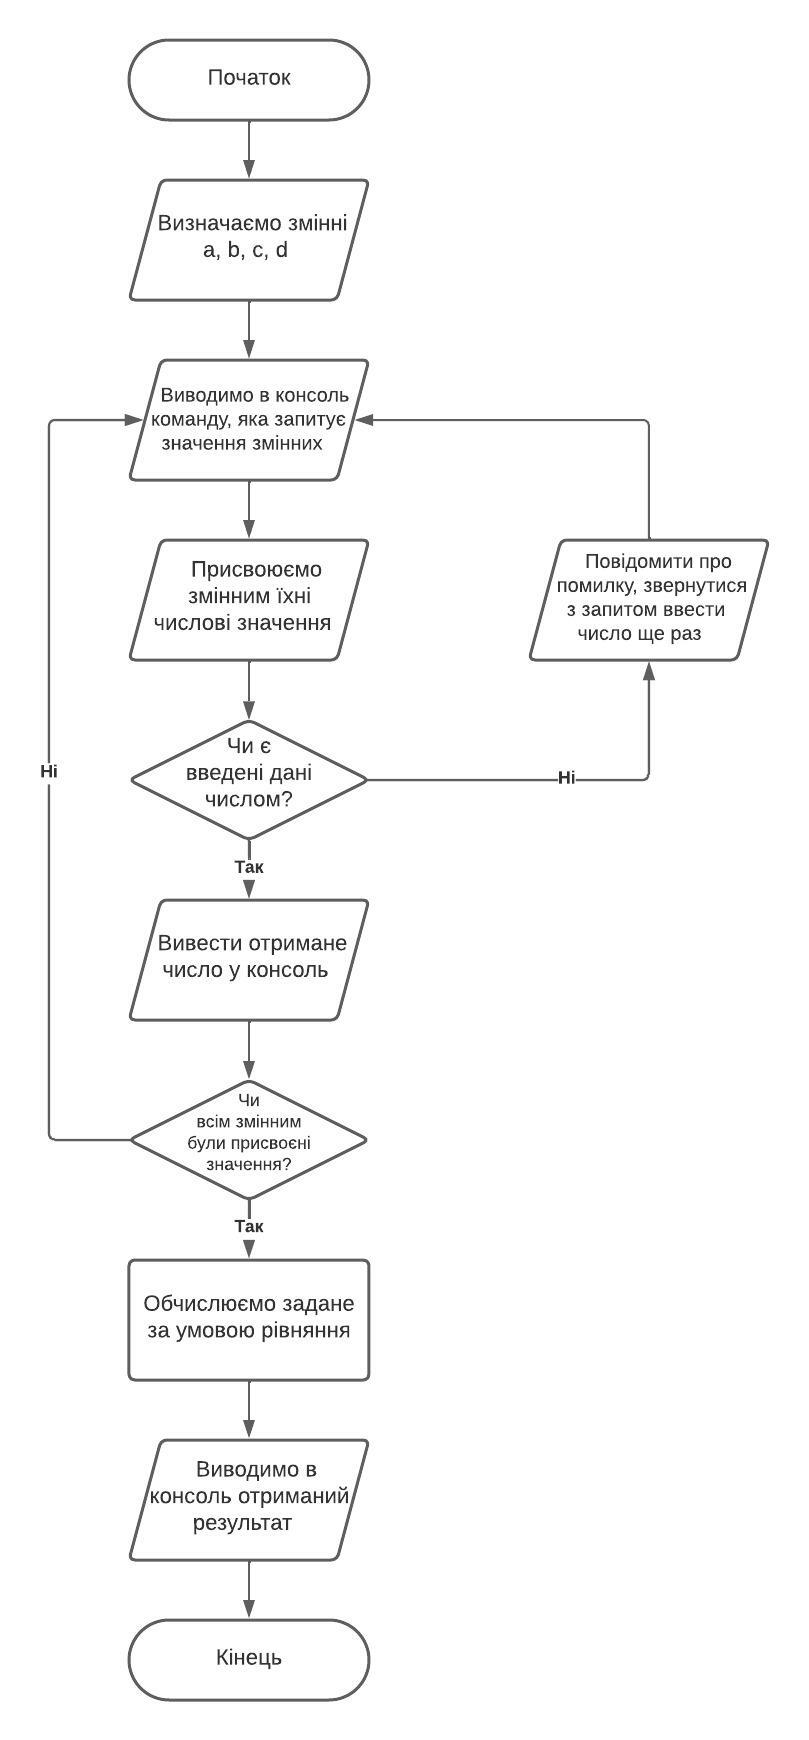 Початок
Визначаємо змінні
a, b, c, d
Виводимо в консоль
команду, яка запитує
значення змінних
Присвоюємо
змінним їхні
числові значення
Повідомити про
помилку, звернутися
з запитом ввести
число ще раз
Чи є
введені дані
числом?
Ні
Ні
Так
Вивести отримане
число у консоль
Чи
всім змінним
були присвоєні
значення?
Так
Обчислюємо задане
за умовою рівняння
Виводимо в
консоль отриманий
результат
Кінець